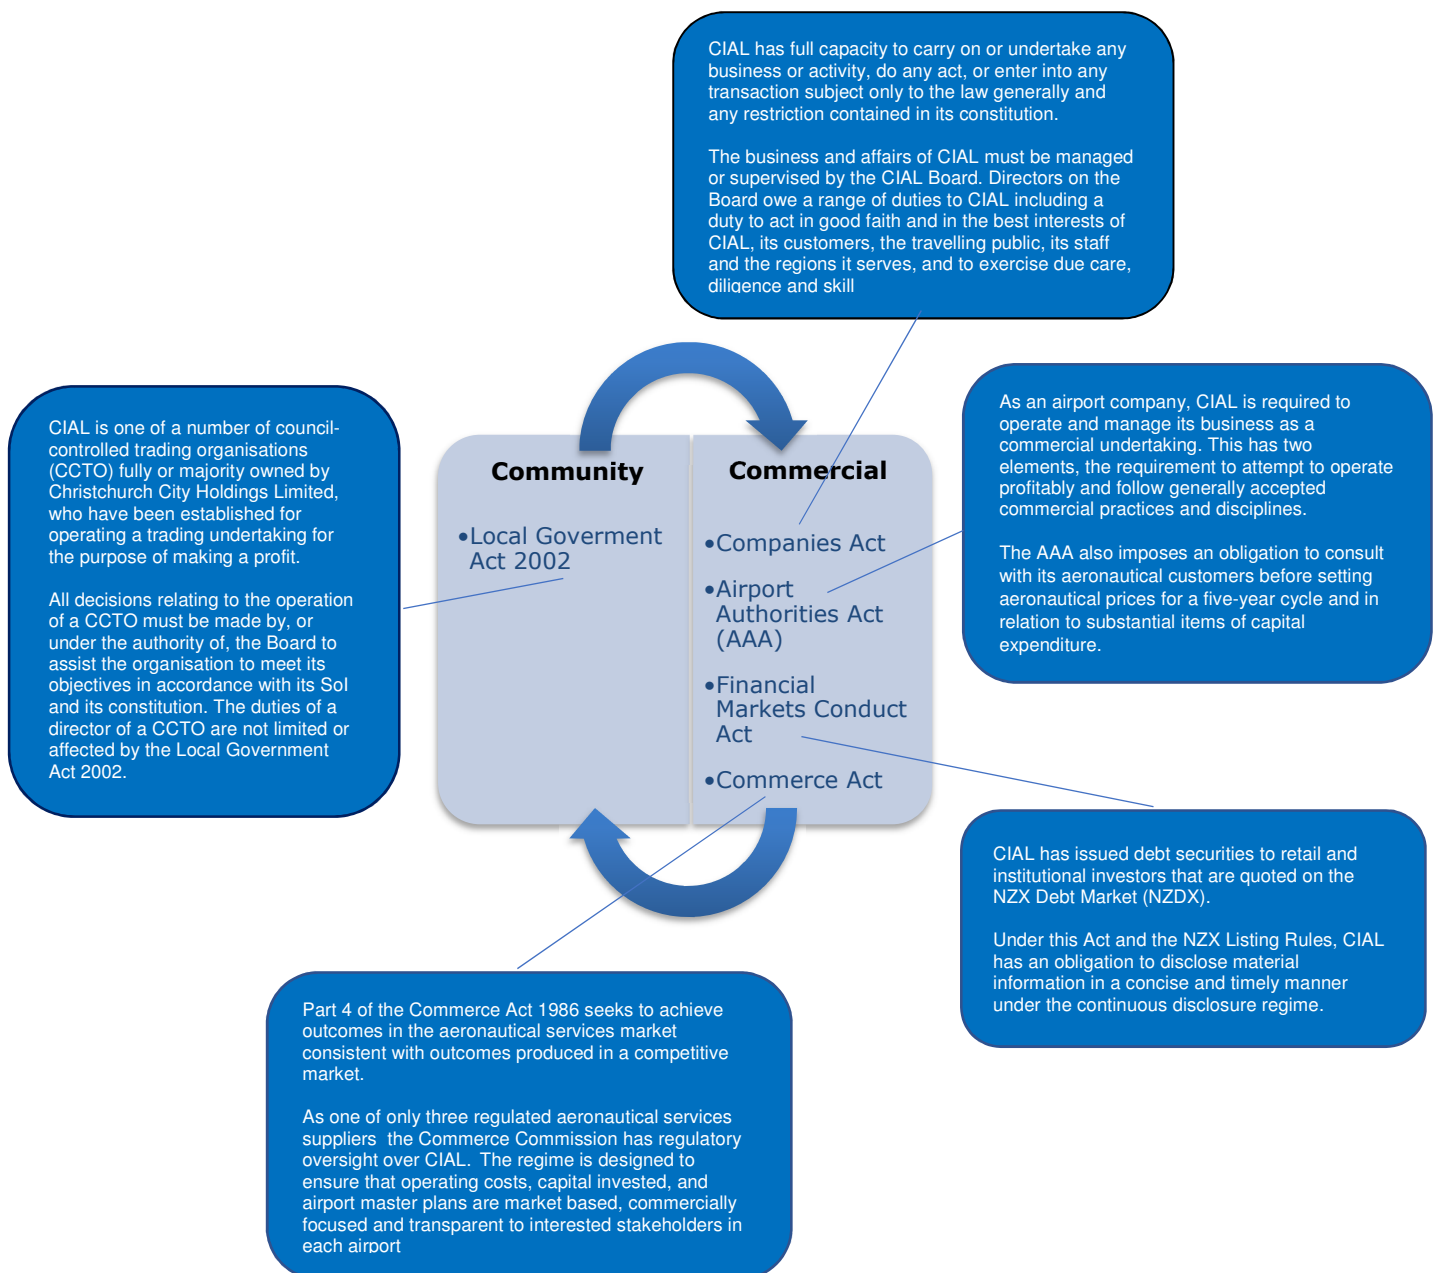 CIAL has full capacity to carry on or undertake any
business or activity, do any act, or enter into any
transaction subject only to the law generally and
any restriction contained in its constitution.
The business and affairs of CIAL must be managed
or supervised by the CIAL Board. Directors on the
Board owe a range of duties to CIAL including a
duty to act in good faith and in the best interests of
CIAL, its customers, the travelling public, its staff
and the regions it serves, and to exercise due care,
diligence and skill
CIAL is one of a number of council-
controlled trading organisations
(CCTO) fully or majority owned by
Christchurch City Holdings Limited,
who have been established for
operating a trading undertaking for
the purpose of making a profit.
All decisions relating to the operation
of a CCTO must be made by, or
under the authority of, the Board to
assist the organisation to meet its
objectives in accordance with its SoI
and its constitution. The duties of a
director of a CCTO are not limited or
affected by the Local Government
Act 2002.
Community
•Local Goverment
Act 2002
Commercial
•Companies Act
•Airport
Authorities Act
(AAA)
•Financial
Markets Conduct
Act
•Commerce Act
As an airport company, CIAL is required to
operate and manage its business as a
commercial undertaking. This has two
elements, the requirement to attempt to operate
profitably and follow generally accepted
commercial practices and disciplines.
The AAA also imposes an obligation to consult
with its aeronautical customers before setting
aeronautical prices for a five-year cycle and in
relation to substantial items of capital
expenditure.
CIAL has issued debt securities to retail and
institutional investors that are quoted on the
NZX Debt Market (NZDX).
Under this Act and the NZX Listing Rules, CIAL
has an obligation to disclose material
information in a concise and timely manner
under the continuous disclosure regime.
Part 4 of the Commerce Act 1986 seeks to achieve
outcomes in the aeronautical services market
consistent with outcomes produced in a competitive
market.
As one of only three regulated aeronautical services
suppliers  the Commerce Commission has regulatory
oversight over CIAL.  The regime is designed to
ensure that operating costs, capital invested, and
airport master plans are market based, commercially
focused and transparent to interested stakeholders in
each airport